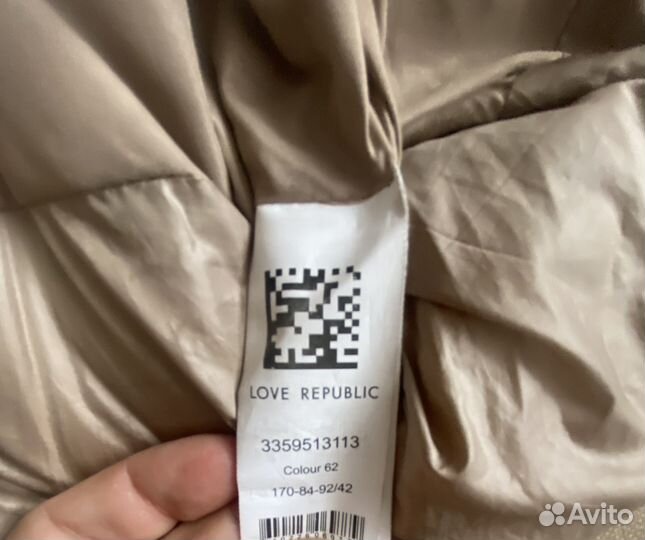 LOVE REPUBLIC
3359513113
Colour 62
170-84-92/42
Avito